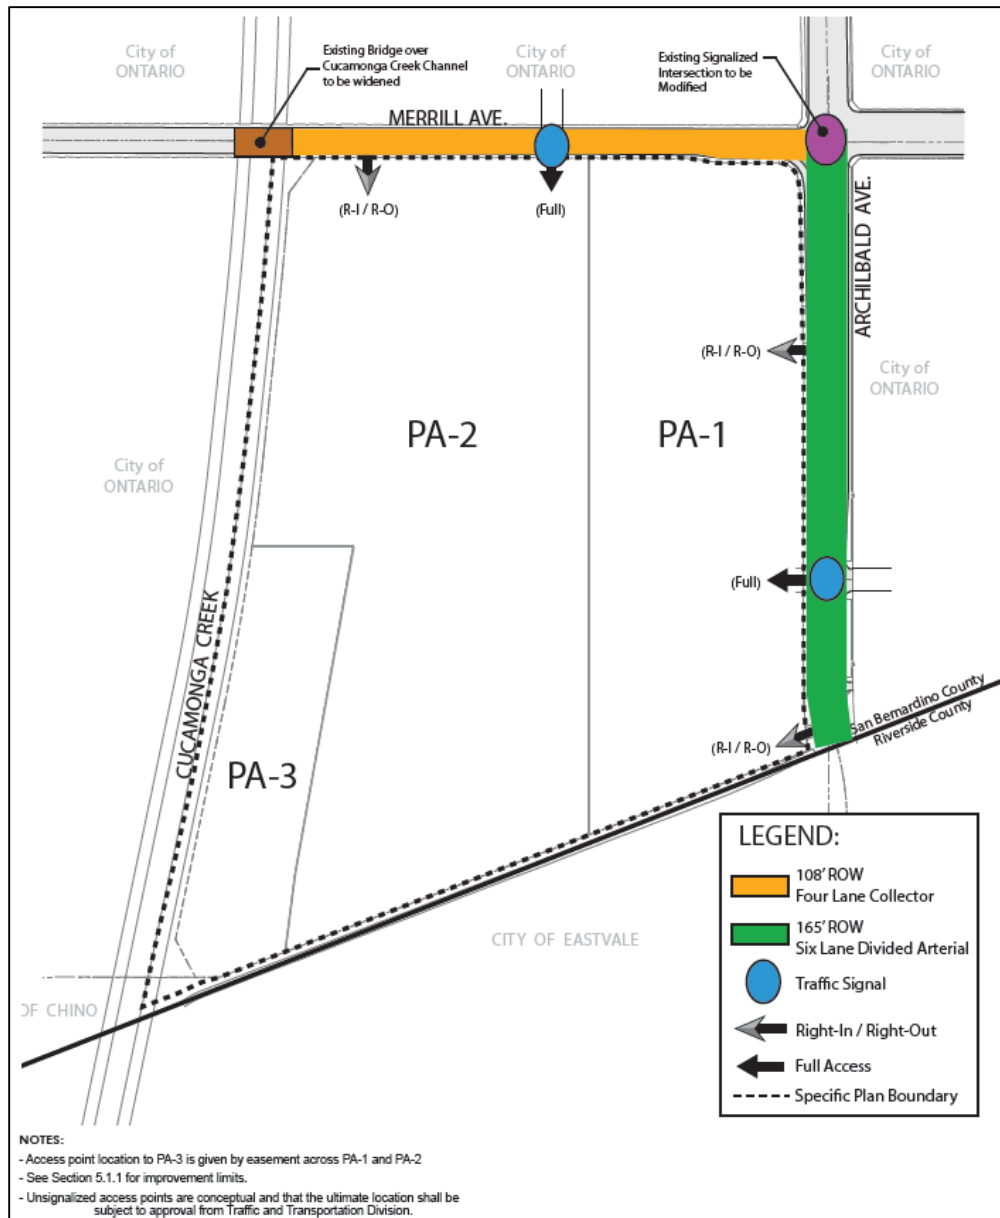 City of
ONTARIO
Existing Bridge over
Cucamonga Creek Channel
to be widened
City of
ONTARIO
Existing Signalized
Intersection to be
Modified
City of
ONTARIO
MERRILL AVE.
(R-I / R-O)
(Full)
ARCHILBALD AVE.
(R-I / R-O)
City of
ONTARIO
PA-2
PA-1
City of
ONTARIO
(Full)
CUCAMONGA CREEK
San Bernardino County
Riverside County
(R-I / R-O)
PA-3
CITY OF EASTVALE
OF CHINO
LEGEND:
108' ROW
Four Lane Collector
165' ROW
Six Lane Divided Arterial
Traffic Signal
Right-In / Right-Out
Full Access
Specific Plan Boundary
NOTES:
- Access point location to PA-3 is given by easement across PA-1 and PA-2
- See Section 5.1.1 for improvement limits.
- Unsignalized access points are conceptual and that the ultimate location shall be
subject to approval from Traffic and Transportation Division.